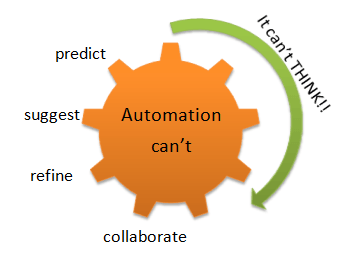 predict
It can't THINK!!
suggest
Automation
can't
refine
collaborate